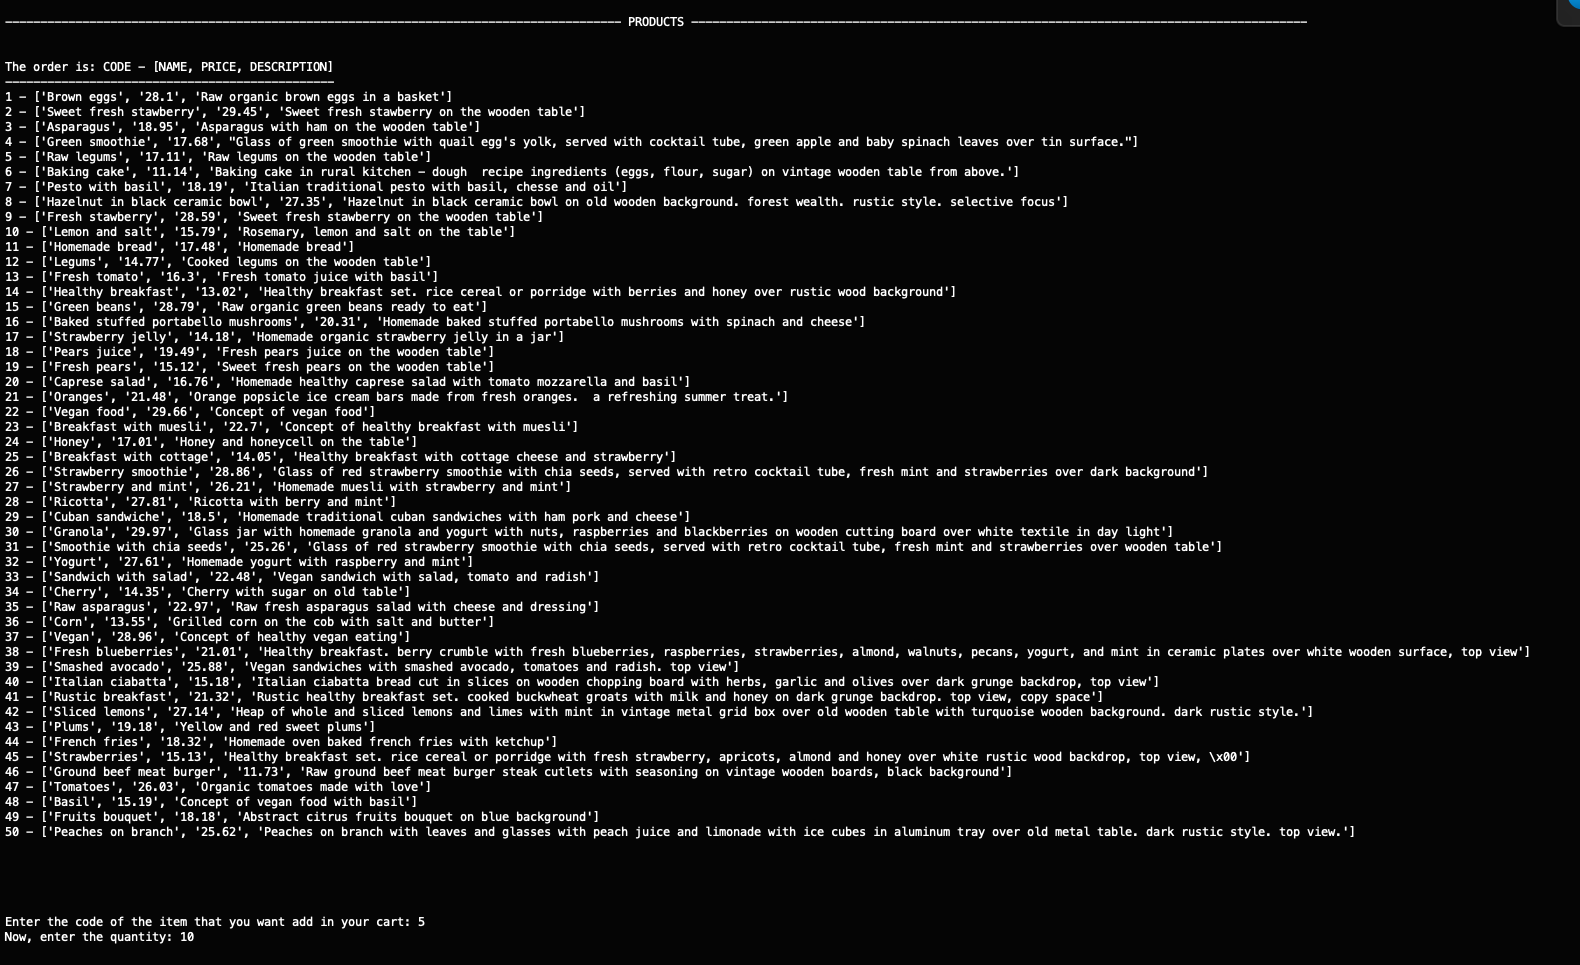 ──────────────────────────────────────── PRODUCTS ────────────────────────────────────────
The order is: CODE – [NAME, PRICE, DESCRIPTION]
───────────────────────────────────────────────
1 – ['Brown eggs', '28.1', 'Raw organic brown eggs in a basket']
2 – ['Sweet fresh stawberry', '29.45', 'Sweet fresh stawberry on the wooden table']
3 – ['Asparagus', '18.95', 'Asparagus with ham on the wooden table']
4 – ['Green smoothie', '17.68', "Glass of green smoothie with quail egg's yolk, served with cocktail tube, green apple and baby spinach leaves over tin surface."]
5 – ['Raw legums', '17.11', 'Raw legums on the wooden table']
6 – ['Baking cake', '11.14', 'Baking cake in rural kitchen – dough  recipe ingredients (eggs, flour, sugar) on vintage wooden table from above.']
7 – ['Pesto with basil', '18.19', 'Italian traditional pesto with basil, chesse and oil']
8 – ['Hazelnut in black ceramic bowl', '27.35', 'Hazelnut in black ceramic bowl on old wooden background. forest wealth. rustic style. selective focus']
9 – ['Fresh stawberry', '28.59', 'Sweet fresh stawberry on the wooden table']
10 – ['Lemon and salt', '15.79', 'Rosemary, lemon and salt on the table']
11 – ['Homemade bread', '17.48', 'Homemade bread']
12 – ['Legums', '14.77', 'Cooked legums on the wooden table']
13 – ['Fresh tomato', '16.3', 'Fresh tomato juice with basil']
14 – ['Healthy breakfast', '13.02', 'Healthy breakfast set. rice cereal or porridge with berries and honey over rustic wood background']
15 – ['Green beans', '28.79', 'Raw organic green beans ready to eat']
16 – ['Baked stuffed portabello mushrooms', '20.31', 'Homemade baked stuffed portabello mushrooms with spinach and cheese']
17 – ['Strawberry jelly', '14.18', 'Homemade organic strawberry jelly in a jar']
18 – ['Pears juice', '19.49', 'Fresh pears juice on the wooden table']
19 – ['Fresh pears', '15.12', 'Sweet fresh pears on the wooden table']
20 – ['Caprese salad', '16.76', 'Homemade healthy caprese salad with tomato mozzarella and basil']
21 – ['Oranges', '21.48', 'Orange popsicle ice cream bars made from fresh oranges.  a refreshing summer treat.']
22 – ['Vegan food', '29.66', 'Concept of vegan food']
23 – ['Breakfast with muesli', '22.7', 'Concept of healthy breakfast with muesli']
24 – ['Honey', '17.01', 'Honey and honeycell on the table']
25 – ['Breakfast with cottage', '14.05', 'Healthy breakfast with cottage cheese and strawberry']
26 – ['Strawberry smoothie', '28.86', 'Glass of red strawberry smoothie with chia seeds, served with retro cocktail tube, fresh mint and strawberries over dark background']
27 – ['Strawberry and mint', '26.21', 'Homemade muesli with strawberry and mint']
28 – ['Ricotta', '27.81', 'Ricotta with berry and mint']
29 – ['Cuban sandwiche', '18.5', 'Homemade traditional cuban sandwiches with ham pork and cheese']
30 – ['Granola', '29.97', 'Glass jar with homemade granola and yogurt with nuts, raspberries and blackberries on wooden cutting board over white textile in day light']
31 – ['Smoothie with chia seeds', '25.26', 'Glass of red strawberry smoothie with chia seeds, served with retro cocktail tube, fresh mint and strawberries over wooden table']
32 – ['Yogurt', '27.61', 'Homemade yogurt with raspberry and mint']
33 – ['Sandwich with salad', '22.48', 'Vegan sandwich with salad, tomato and radish']
34 – ['Cherry', '14.35', 'Cherry with sugar on old table']
35 – ['Raw asparagus', '22.97', 'Raw fresh asparagus salad with cheese and dressing']
36 – ['Corn', '13.55', 'Grilled corn on the cob with salt and butter']
37 – ['Vegan', '28.96', 'Concept of healthy vegan eating']
38 – ['Fresh blueberries', '21.01', 'Healthy breakfast. berry crumble with fresh blueberries, raspberries, strawberries, almond, walnuts, pecans, yogurt, and mint in ceramic plates over white wooden surface, top view']
39 – ['Smashed avocado', '25.88', 'Vegan sandwiches with smashed avocado, tomatoes and radish. top view']
40 – ['Italian ciabatta', '15.18', 'Italian ciabatta bread cut in slices on wooden chopping board with herbs, garlic and olives over dark grunge backdrop, top view']
41 – ['Rustic breakfast', '21.32', 'Rustic healthy breakfast set. cooked buckwheat groats with milk and honey on dark grunge backdrop. top view, copy space']
42 – ['Sliced lemons', '27.14', 'Heap of whole and sliced lemons and limes with mint in vintage metal grid box over old wooden table with turquoise wooden background. dark rustic style.']
43 – ['Plums', '19.18', 'Yellow and red sweet plums']
44 – ['French fries', '18.32', 'Homemade oven baked french fries with ketchup']
45 – ['Strawberries', '15.13', 'Healthy breakfast set. rice cereal or porridge with fresh strawberry, apricots, almond and honey over white rustic wood backdrop, top view, \x00']
46 – ['Ground beef meat burger', '11.73', 'Raw ground beef meat burger steak cutlets with seasoning on vintage wooden boards, black background']
47 – ['Tomatoes', '26.03', 'Organic tomatoes made with love']
48 – ['Basil', '15.19', 'Concept of vegan food with basil']
49 – ['Fruits bouquet', '18.18', 'Abstract citrus fruits bouquet on blue background']
50 – ['Peaches on branch', '25.62', 'Peaches on branch with leaves and glasses with peach juice and limonade with ice cubes in aluminum tray over old metal table. dark rustic style. top view.']
Enter the code of the item that you want add in your cart: 5
Now, enter the quantity: 10